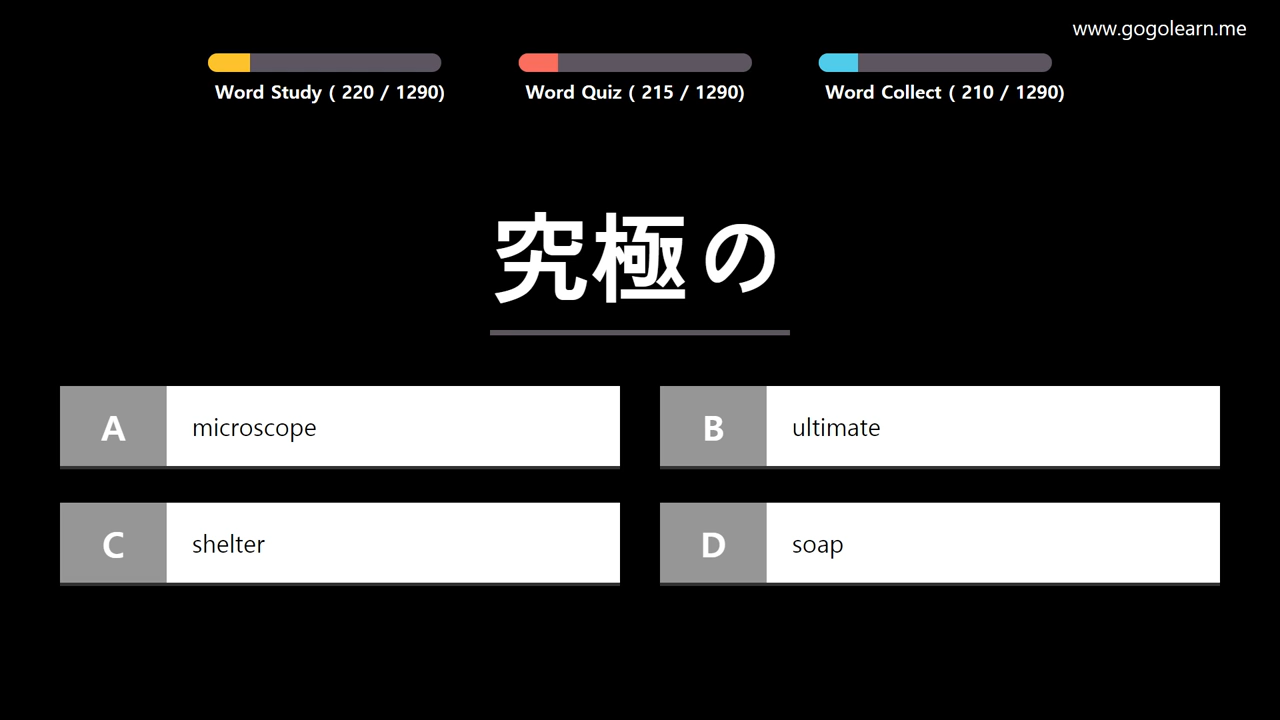 www.gogolearn.me
Word Study ( 220 / 1290)
Word Quiz ( 215 / 1290)
Word Collect ( 210 / 1290)
究極の
A microscope
B ultimate
C shelter
D soap